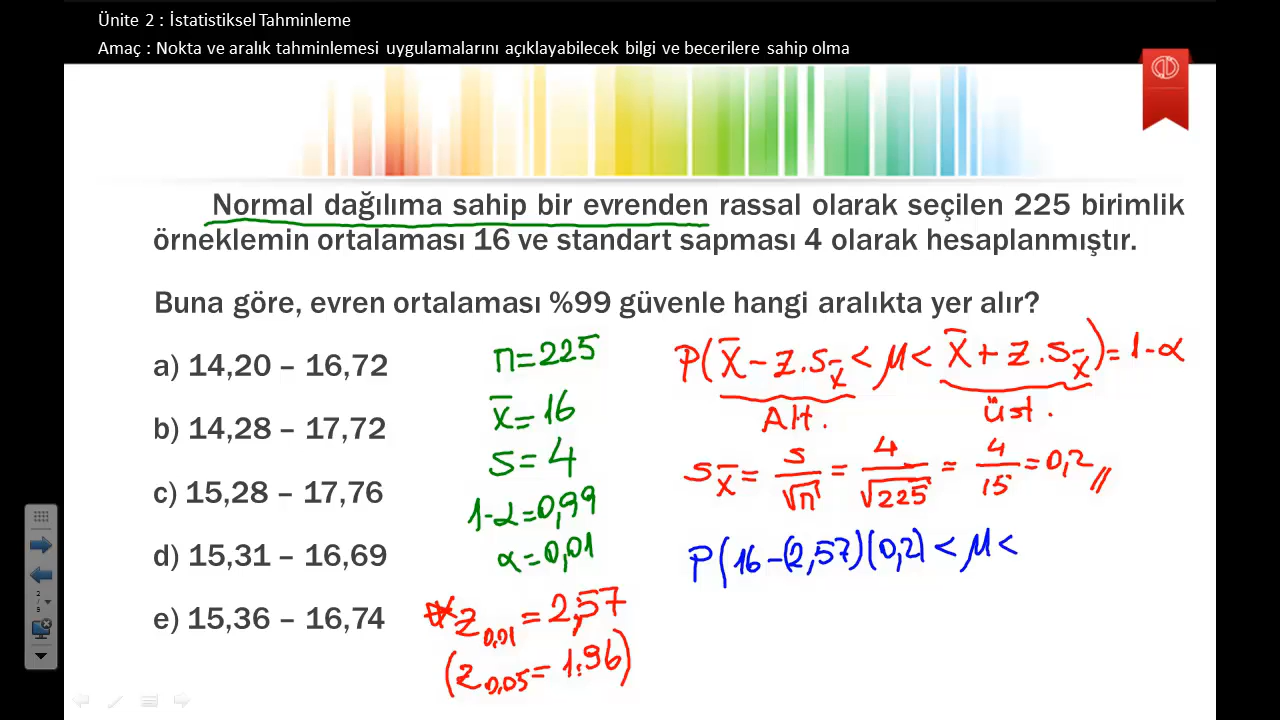 Ünite 2 : İstatistiksel Tahminleme
Amaç : Nokta ve aralık tahminlemesi uygulamalarını açıklayabilecek bilgi ve becerilere sahip olma
Normal dağılıma sahip bir evrenden rassal olarak seçilen 225 birimlik
örneklemin ortalaması 16 ve standart sapması 4 olarak hesaplanmıştır.
Buna göre, evren ortalaması %99 güvenle hangi aralıkta yer alır?
a) 14,20 – 16,72
b) 14,28 – 17,72
c) 15,28 – 17,76
d) 15,31 – 16,69
e) 15,36 – 16,74
n=225
x̄=16
s=4
1-α=0,99
α=0,01
* z0,01 = 2,57
(z0,05 = 1.96)
P(x̄ - z.sx̄ < μ < x̄ + z.sx̄) = 1-α
Alt. Üst.
sx̄ = s/√n = 4/√225 = 4/15 = 0,2 //
P(16-(2,57)(0,2) < μ <
2
/